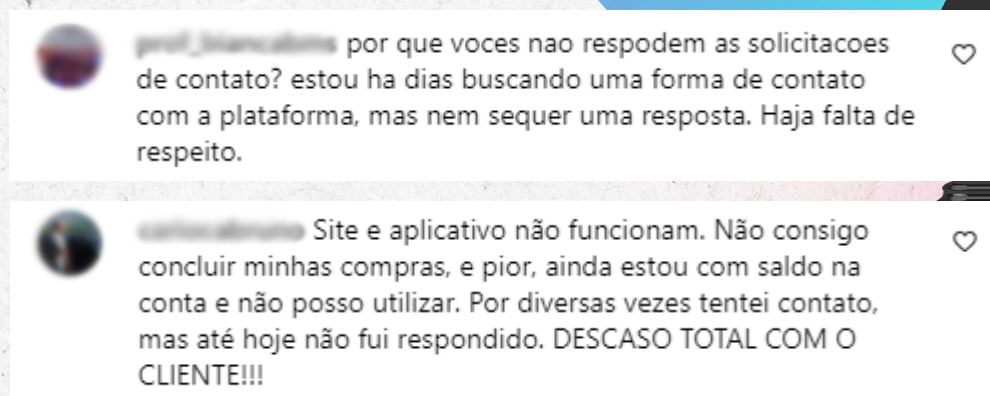 por que voces nao respodem as solicitacoes
de contato? estou ha dias buscando uma forma de contato
com a plataforma, mas nem sequer uma resposta. Haja falta de
respeito.
Site e aplicativo não funcionam. Não consigo
concluir minhas compras, e pior, ainda estou com saldo na
conta e não posso utilizar. Por diversas vezes tentei contato,
mas até hoje não fui respondido. DESCASO TOTAL COM O
CLIENTE!!!